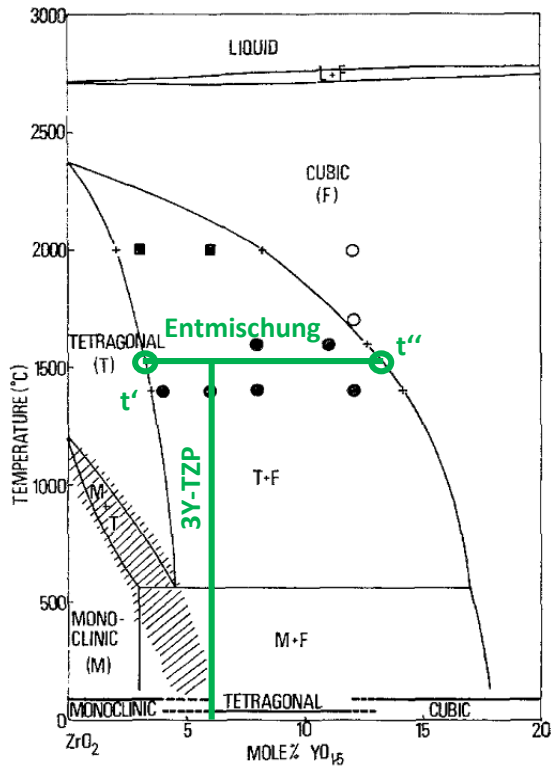 3000
LIQUID
L+F
2500
CUBIC
(F)
2000
Entmischung
TETRAGONAL
(T)
t‘‘
1500
t‘
TEMPERATURE (°C)
3Y-TZP
T+F
1000
M+T
500
MONO-
CLINIC
(M)
M+F
MONOCLINIC
TETRAGONAL
CUBIC
0
5
10
15
20
ZrO2
MOLE% YO1.5